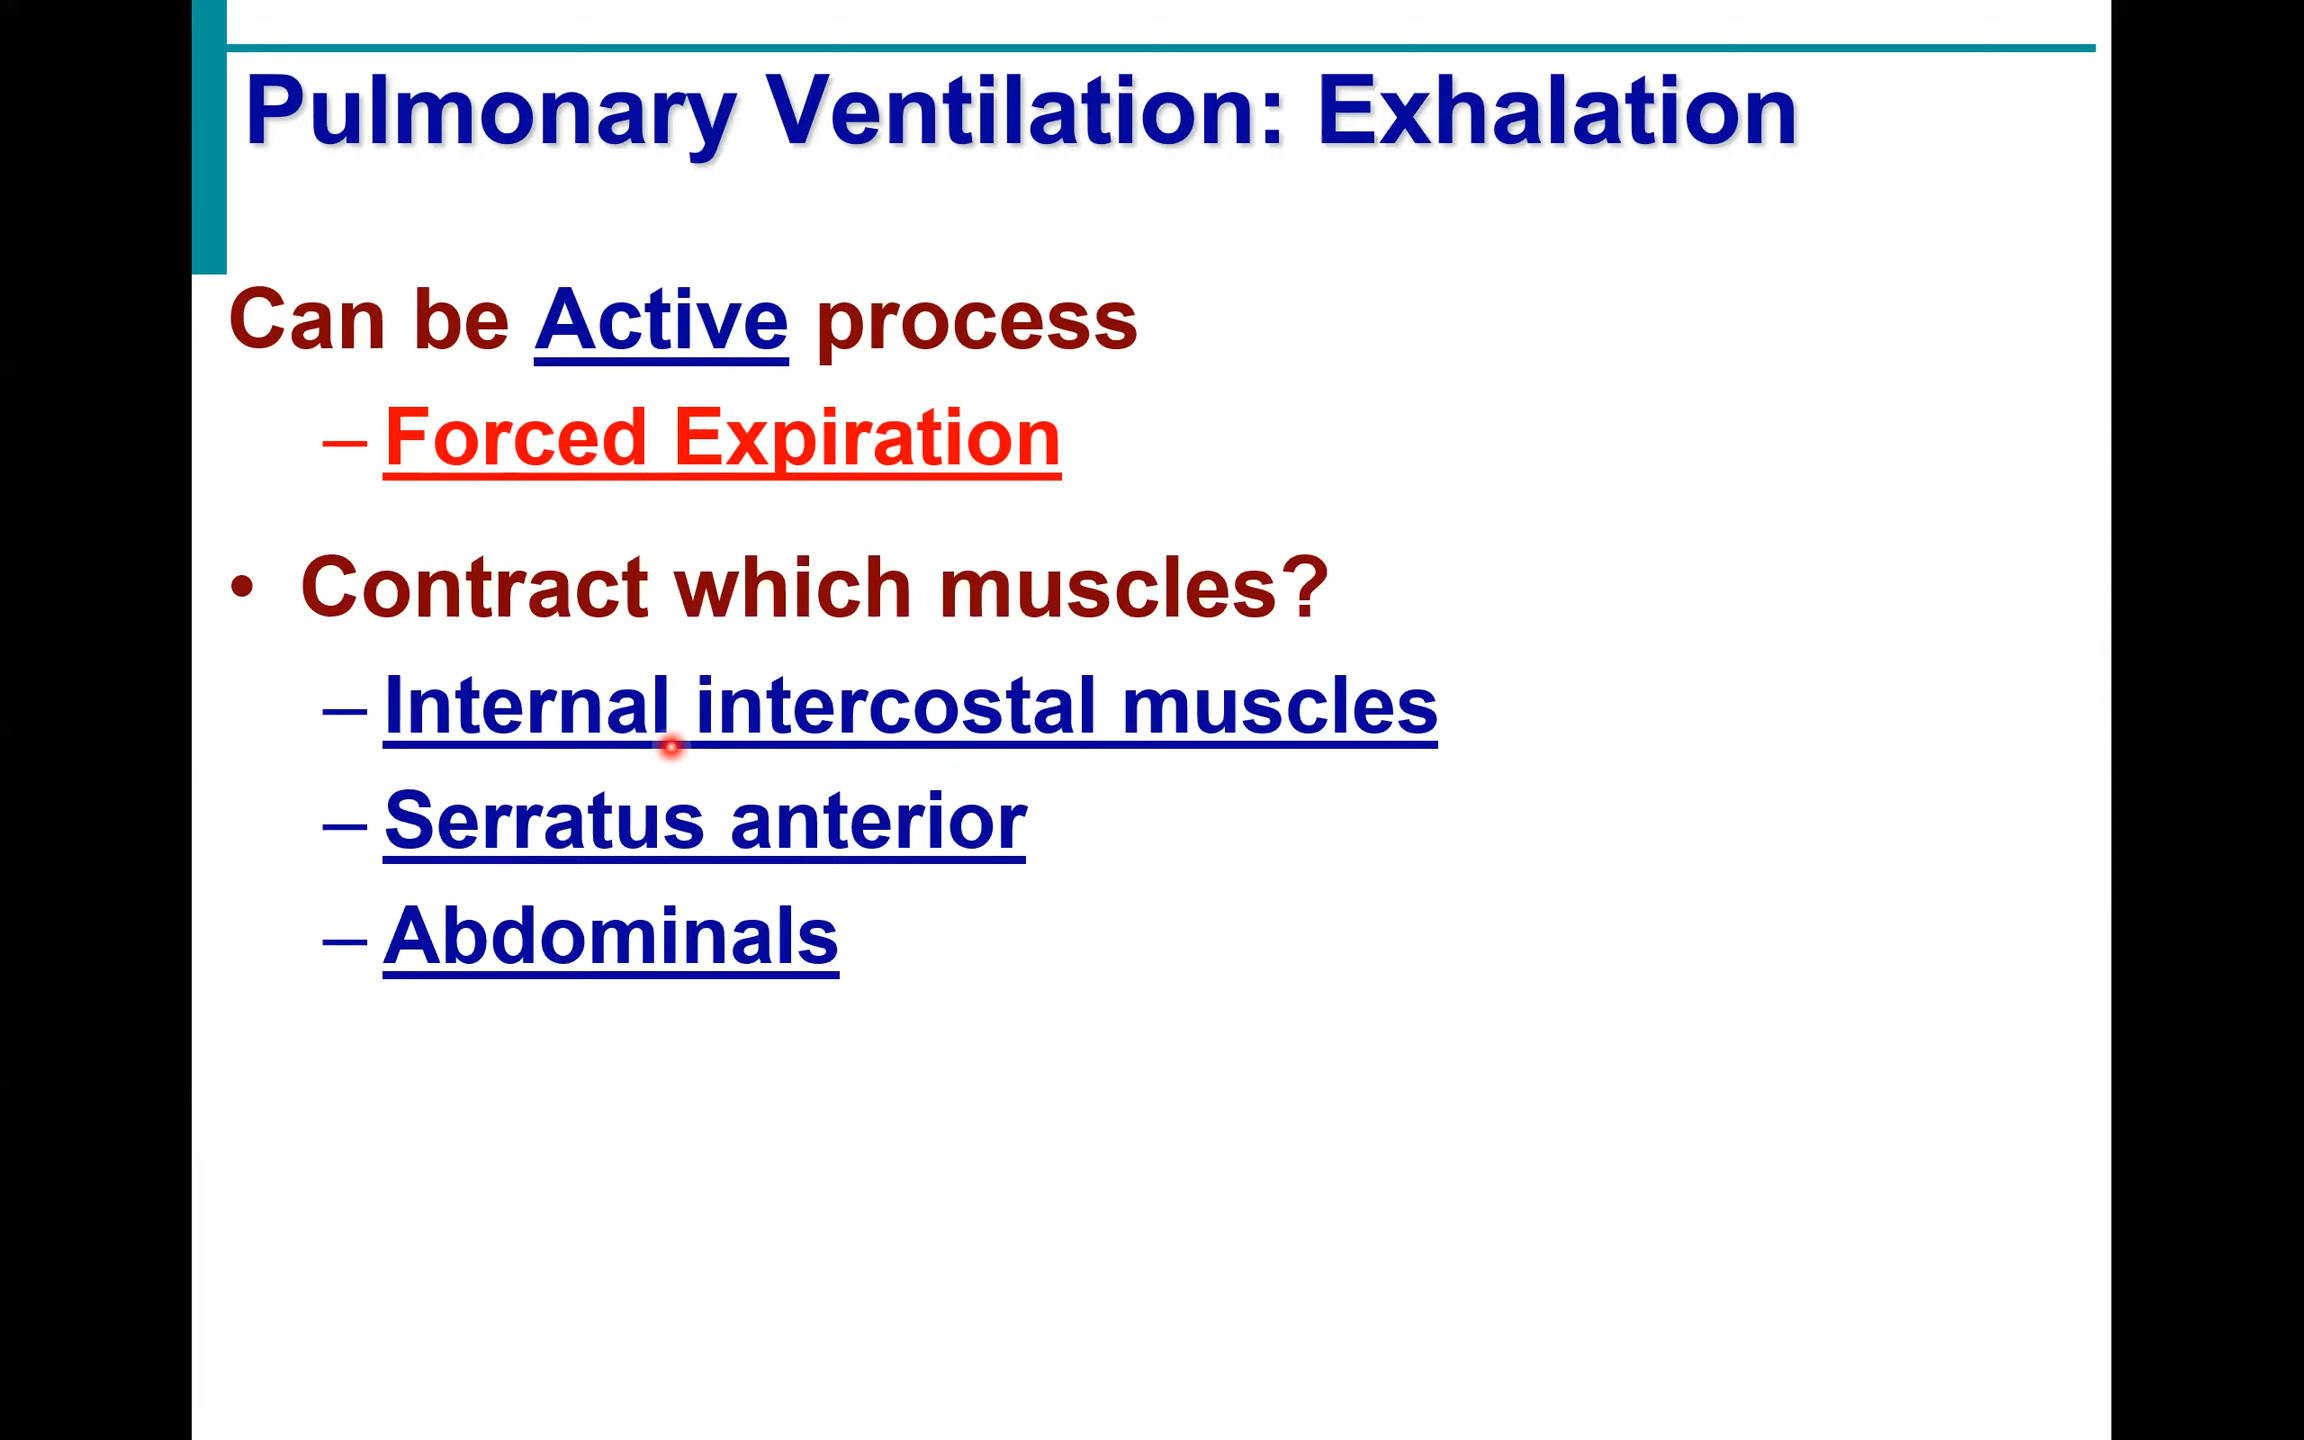 Pulmonary Ventilation: Exhalation
Can be Active process
– Forced Expiration
• Contract which muscles?
– Internal intercostal muscles
– Serratus anterior
– Abdominals